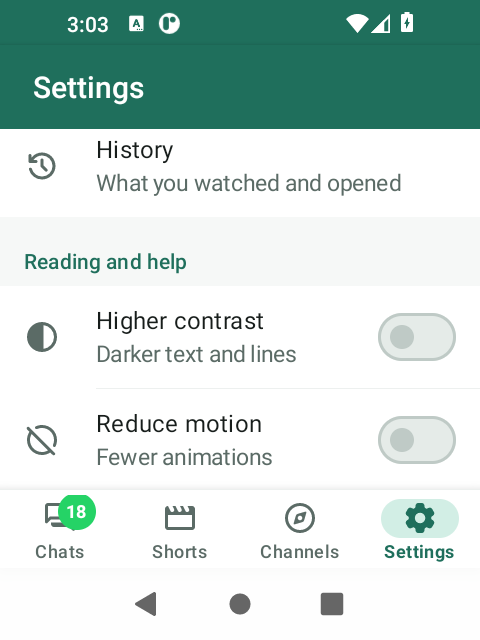 3:03
Settings
History
What you watched and opened
Reading and help
Higher contrast
Darker text and lines
Reduce motion
Fewer animations
18
Chats
Shorts
Channels
Settings